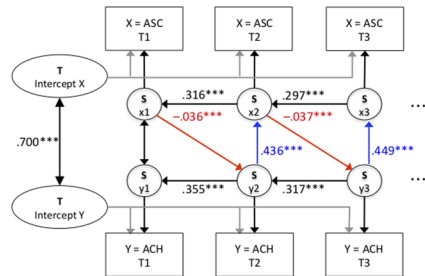 X = ASC X = ASC X = ASC
T1 T2 T3
T
Intercept X
.316*** .297***
S S S
x1 x2 x3 ...
−.036*** −.037***
.700***
.436*** .449***
S S S
y1 y2 y3 ...
.355*** .317***
T
Intercept Y
Y = ACH Y = ACH Y = ACH
T1 T2 T3